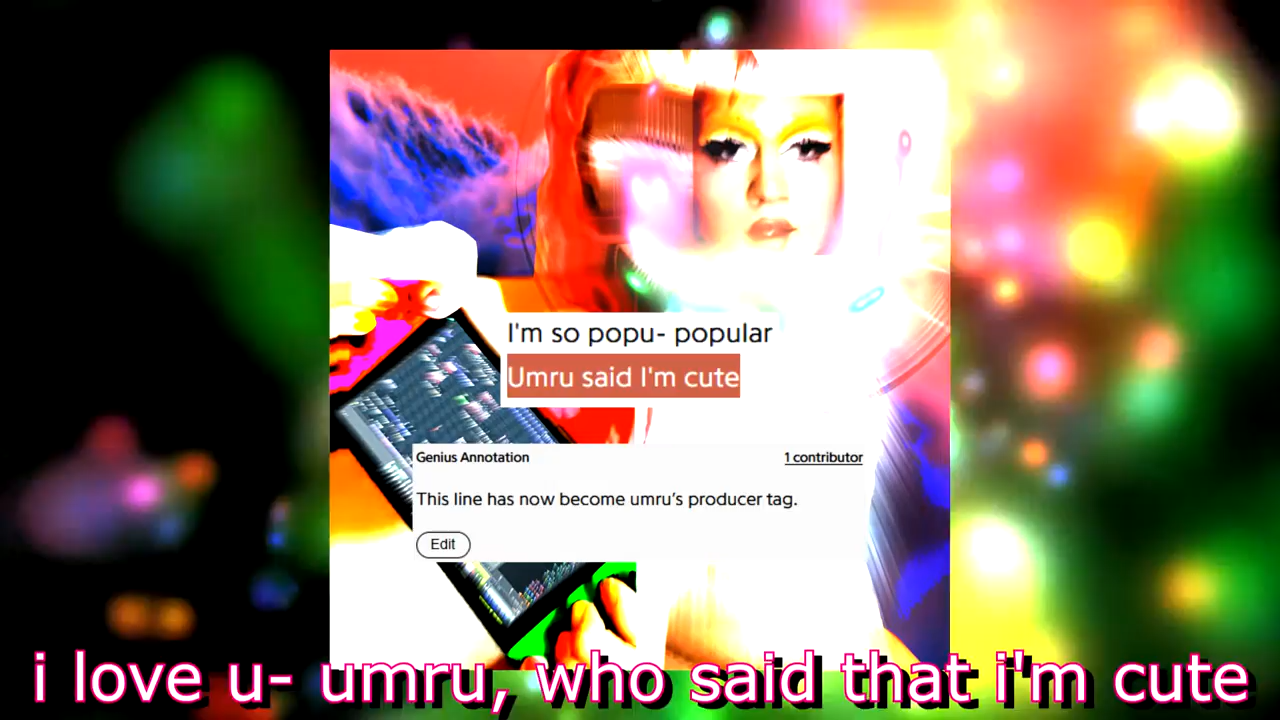 I'm so popu- popular
Umru said I'm cute
Genius Annotation 1 contributor
This line has now become umru's producer tag.
Edit
i love u- umru, who said that i'm cute